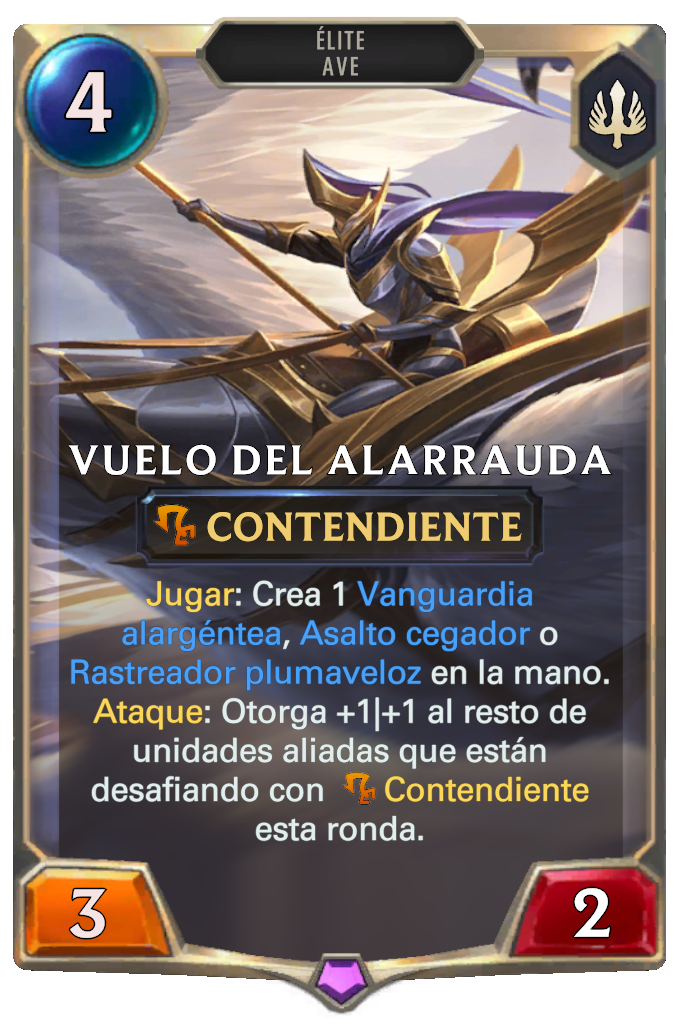 ÉLITE
AVE
4
VUELO DEL ALARRAUDA
CONTENDIENTE
Jugar: Crea 1 Vanguardia
alargéntea, Asalto cegador o
Rastreador plumaveloz en la mano.
Ataque: Otorga +1|+1 al resto de
unidades aliadas que están
desafiando con Contendiente
esta ronda.
3
2